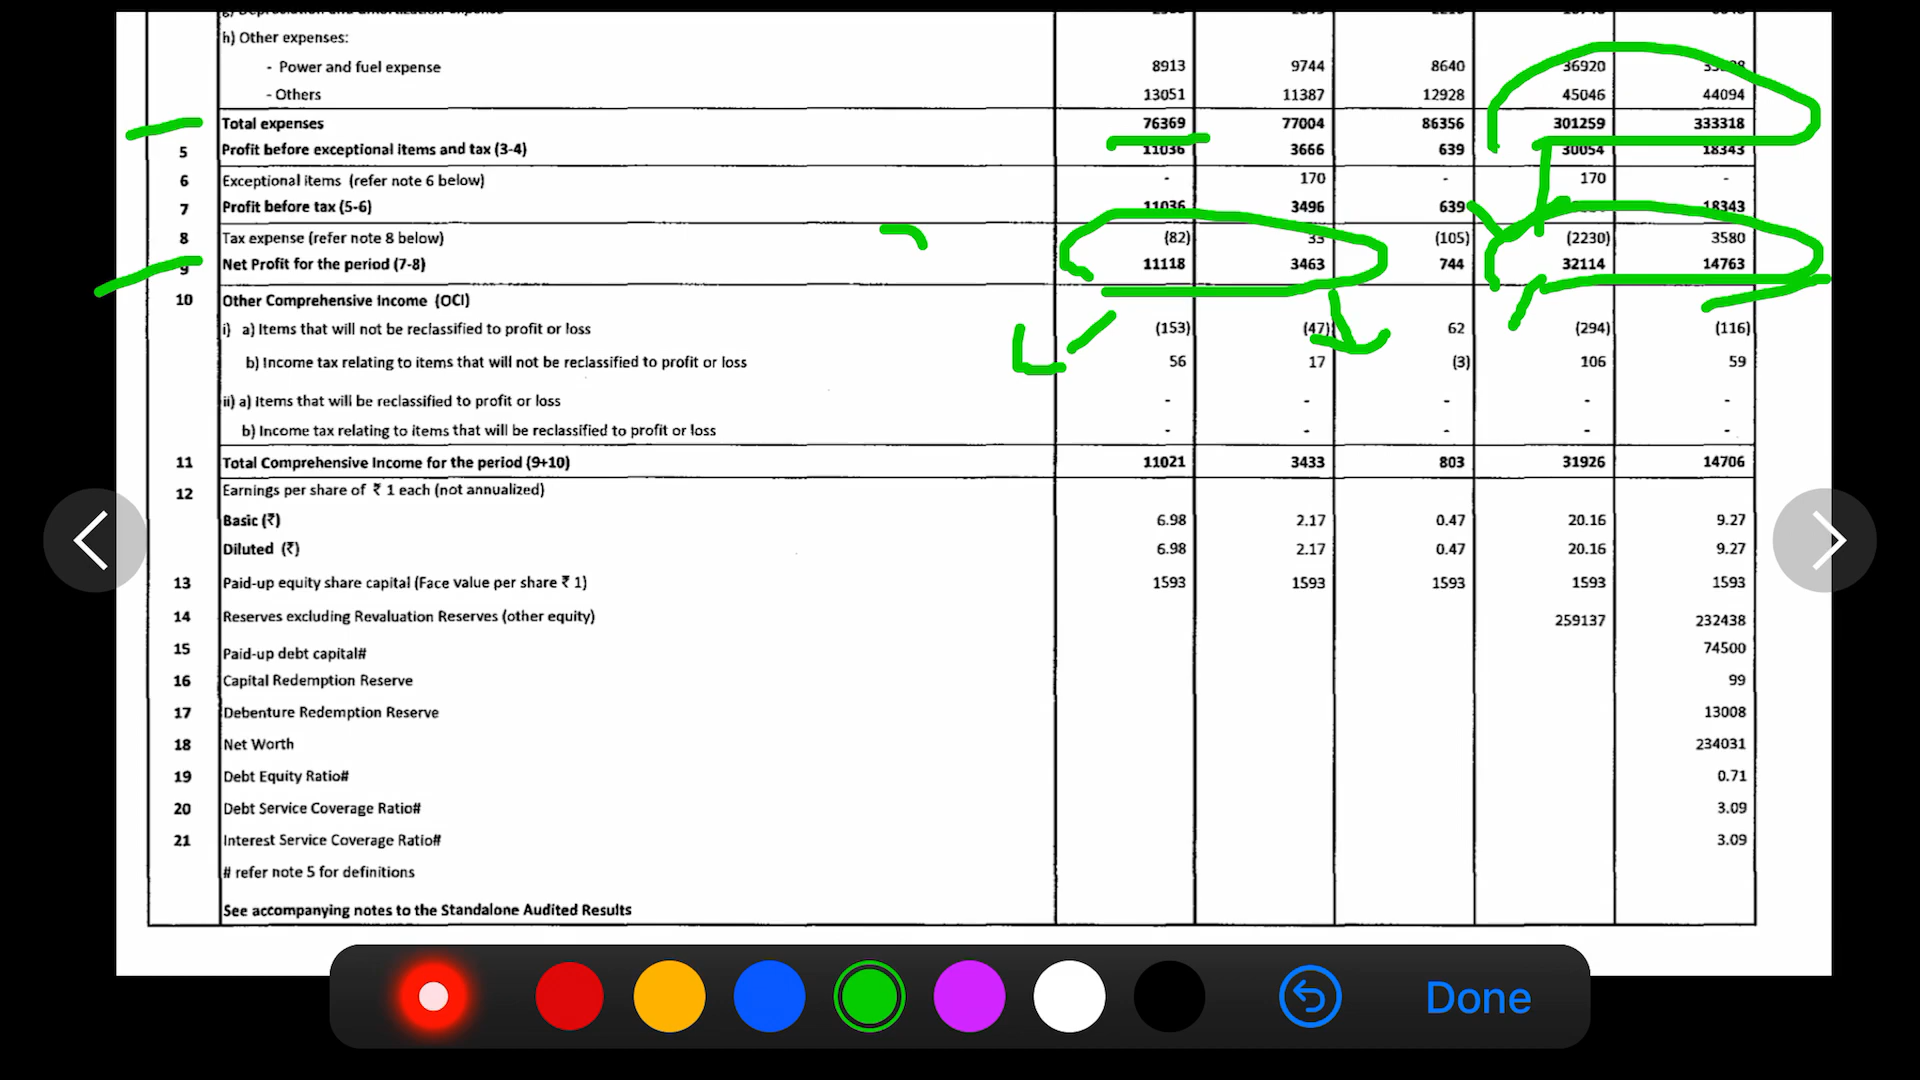 h) Other expenses:
- Power and fuel expense 8913 9744 8640 36920
- Others 13051 11387 12928 45046 44094
Total expenses 76369 77004 86356 301259 333318
5 Profit before exceptional items and tax (3-4) 11036 3666 639 30054 18343
6 Exceptional items (refer note 6 below) - 170 - 170 -
7 Profit before tax (5-6) 11036 3496 639 18343
8 Tax expense (refer note 8 below) (82) 33 (105) (2230) 3580
9 Net Profit for the period (7-8) 11118 3463 744 32114 14763
10 Other Comprehensive Income (OCI)
i) a) Items that will not be reclassified to profit or loss (153) (47) 62 (294) (116)
b) Income tax relating to items that will not be reclassified to profit or loss 56 17 (3) 106 59
ii) a) Items that will be reclassified to profit or loss - - - - -
b) Income tax relating to items that will be reclassified to profit or loss - - - - -
11 Total Comprehensive Income for the period (9+10) 11021 3433 803 31926 14706
12 Earnings per share of ₹ 1 each (not annualized)
Basic (₹) 6.98 2.17 0.47 20.16 9.27
Diluted (₹) 6.98 2.17 0.47 20.16 9.27
13 Paid-up equity share capital (Face value per share ₹ 1) 1593 1593 1593 1593 1593
14 Reserves excluding Revaluation Reserves (other equity) 259137 232438
15 Paid-up debt capital# 74500
16 Capital Redemption Reserve 99
17 Debenture Redemption Reserve 13008
18 Net Worth 234031
19 Debt Equity Ratio# 0.71
20 Debt Service Coverage Ratio# 3.09
21 Interest Service Coverage Ratio# 3.09
# refer note 5 for definitions
See accompanying notes to the Standalone Audited Results
Done